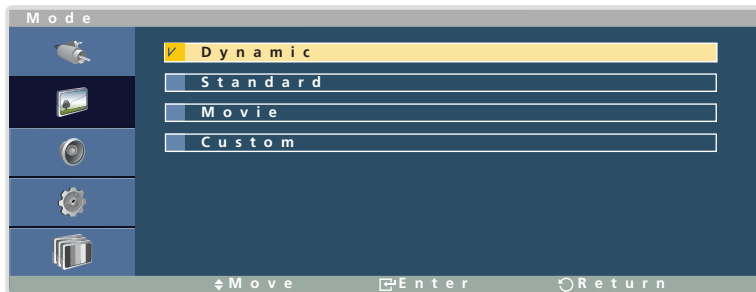 Mode
Dynamic
Standard
Movie
Custom
Move Enter Return